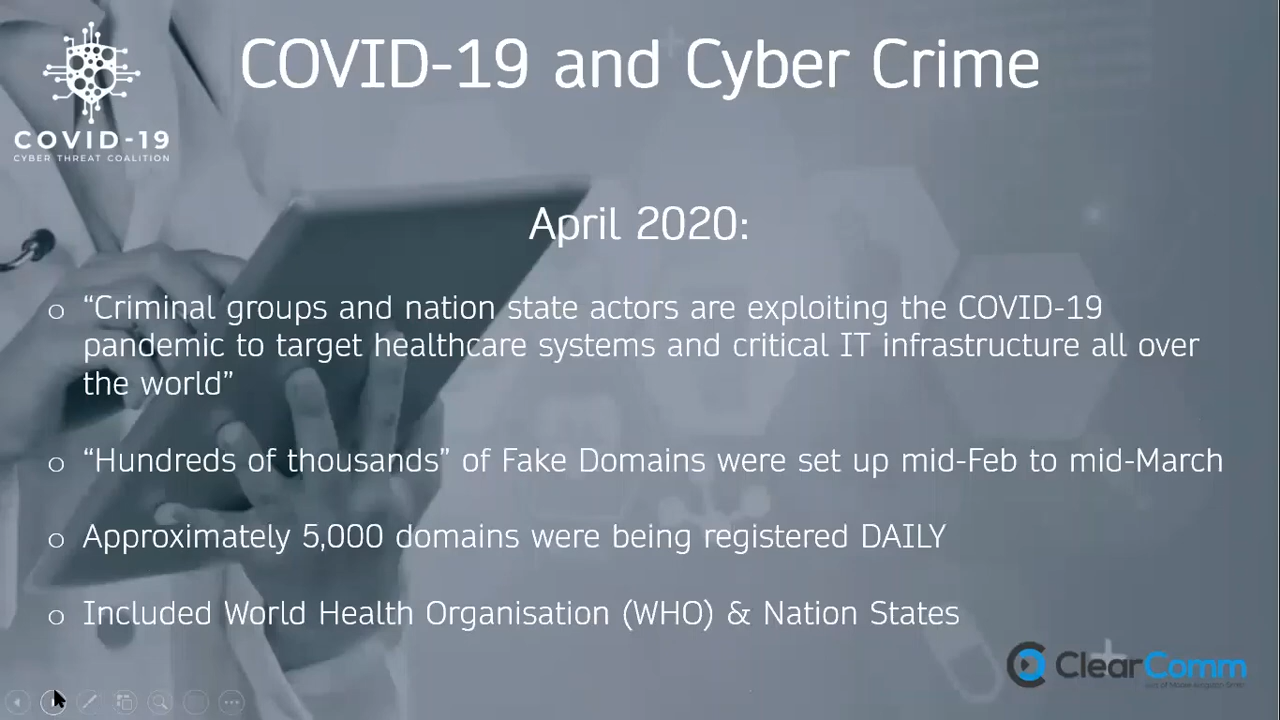 COVID-19 and Cyber Crime
COVID-19
CYBER THREAT COALITION
April 2020:
“Criminal groups and nation state actors are exploiting the COVID-19
pandemic to target healthcare systems and critical IT infrastructure all over
the world”
“Hundreds of thousands” of Fake Domains were set up mid-Feb to mid-March
Approximately 5,000 domains were being registered DAILY
Included World Health Organisation (WHO) & Nation States
ClearComm